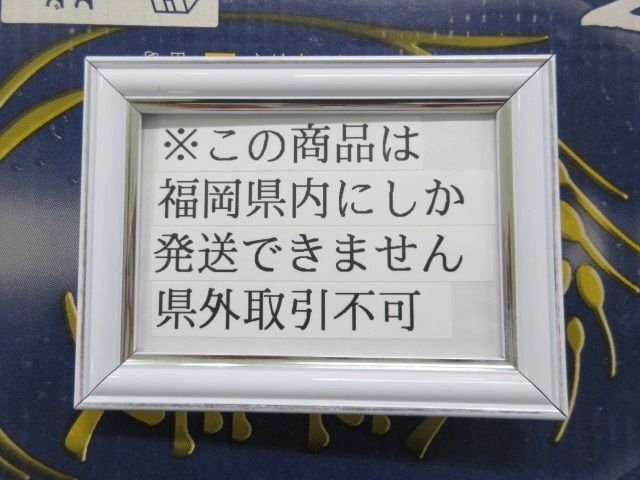 ※この商品は
福岡県内にしか
発送できません
県外取引不可